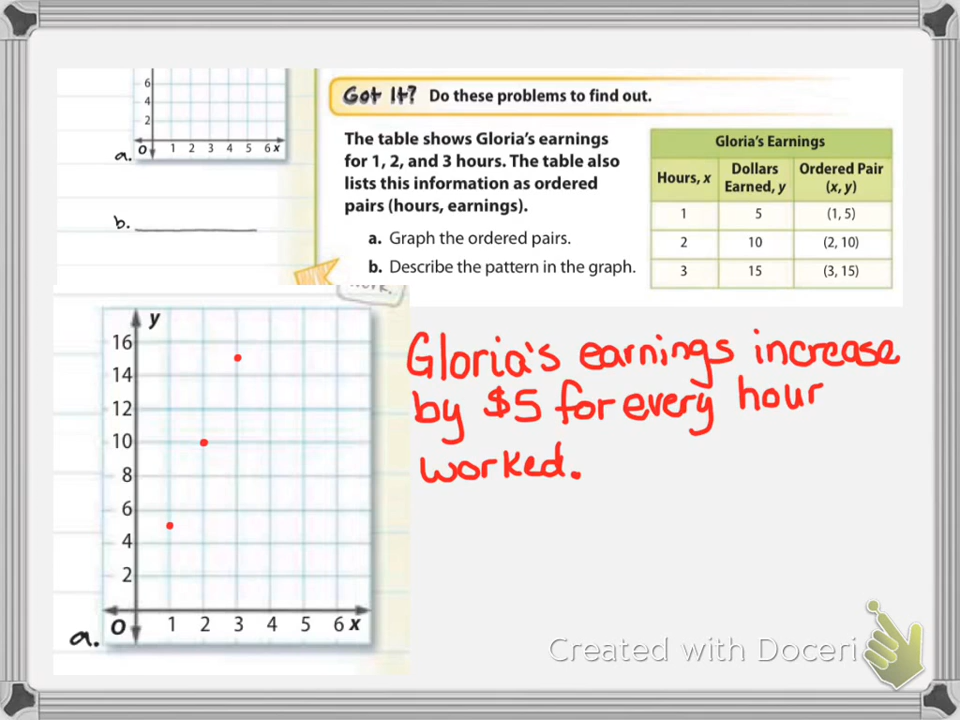 6
4
2
O 1 2 3 4 5 6 x
a.
b.
Got It? Do these problems to find out.
The table shows Gloria's earnings
for 1, 2, and 3 hours. The table also
lists this information as ordered
pairs (hours, earnings).
a. Graph the ordered pairs.
b. Describe the pattern in the graph.
Gloria's Earnings
Hours, x Dollars Earned, y Ordered Pair (x, y)
1 5 (1, 5)
2 10 (2, 10)
3 15 (3, 15)
y
16
14
12
10
8
6
4
2
O 1 2 3 4 5 6 x
a.
Gloria's earnings increase
by $5 for every hour
worked.
Created with Doceri